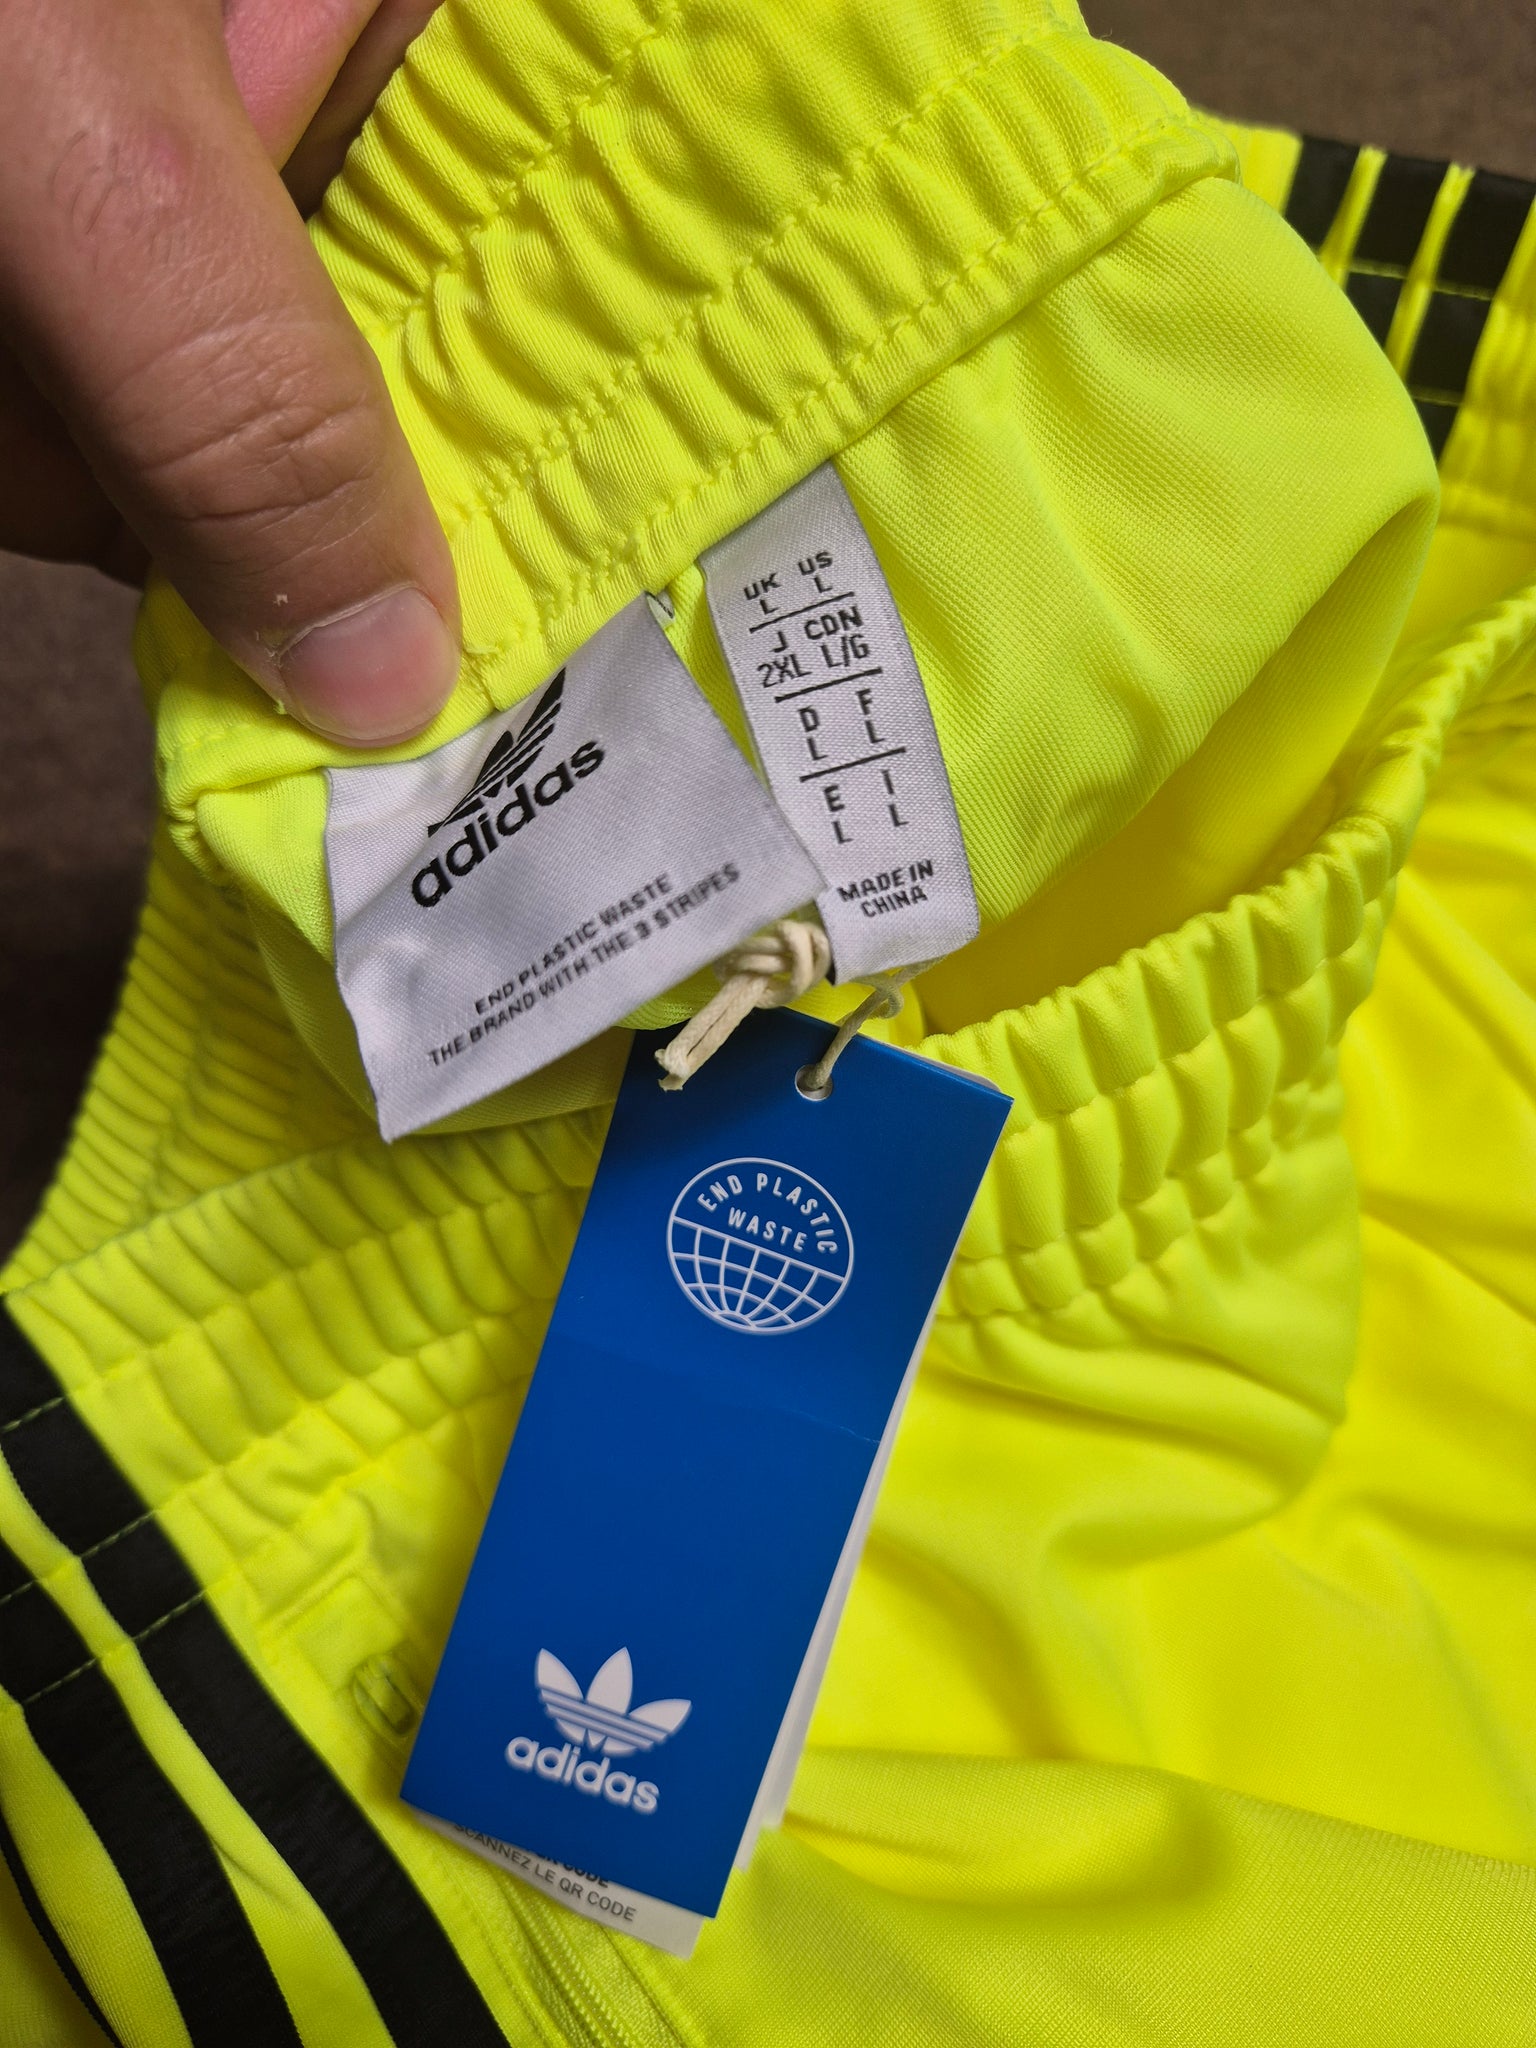 adidas
END PLASTIC WASTE
THE BRAND WITH THE 3 STRIPES
UK US
L L
J CDN
2XL L/G
D F
L L
E I
L L
MADE IN
CHINA
END PLASTIC
WASTE
adidas
CODE
SCANNEZ LE QR CODE